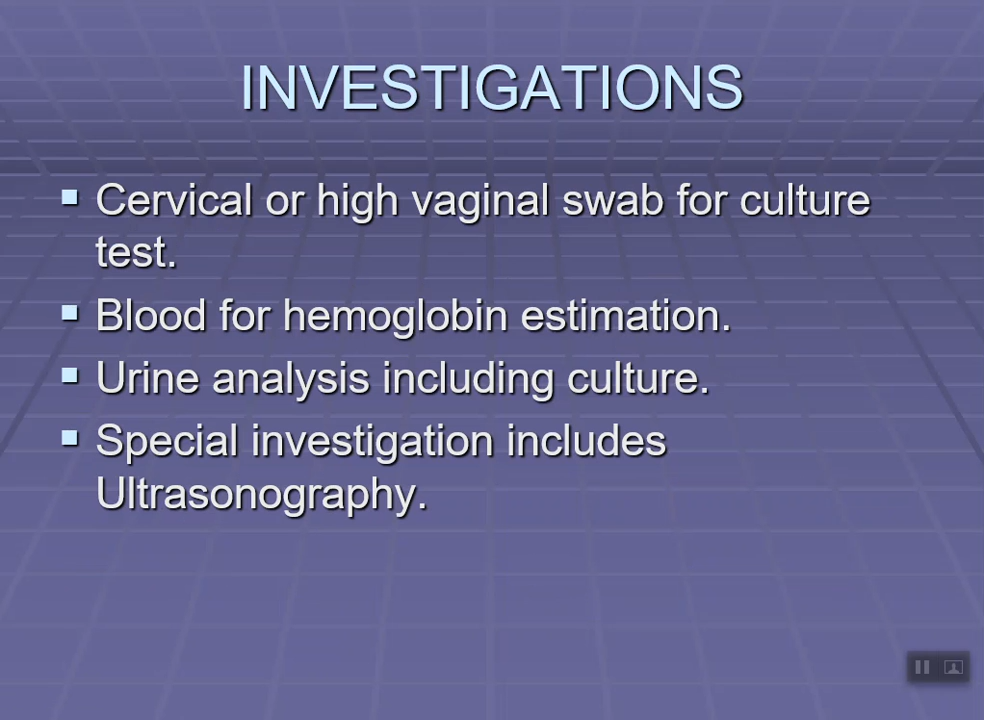 INVESTIGATIONS
Cervical or high vaginal swab for culture
test.
Blood for hemoglobin estimation.
Urine analysis including culture.
Special investigation includes
Ultrasonography.